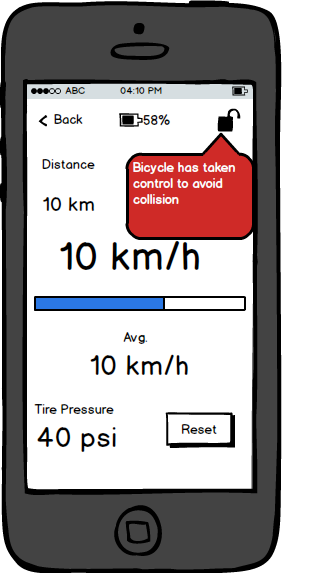 ABC 04:10 PM
Back 58%
Bicycle has taken
control to avoid
collision
Distance
10 km
10 km/h
Avg.
10 km/h
Tire Pressure
40 psi
Reset